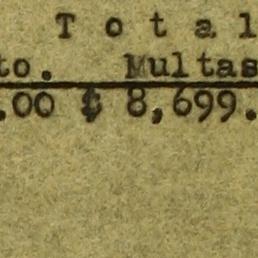 T o t a l
to. Multas
.00 ₡ 8,699.